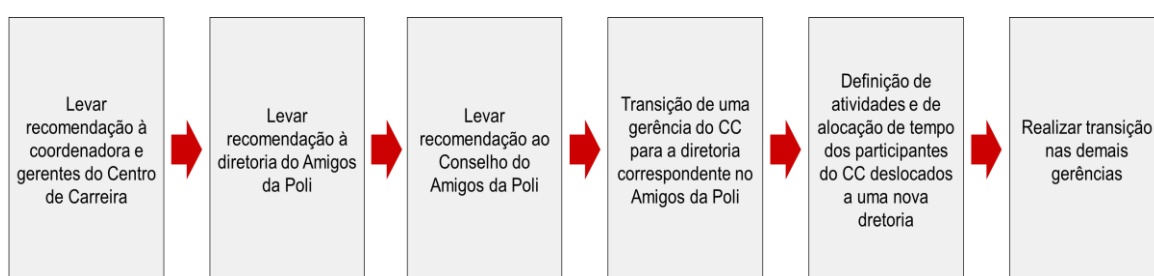 Levar
recomendação à
coordenadora e
gerentes do Centro
de Carreira
Levar
recomendação à
diretoria do Amigos
da Poli
Levar
recomendação ao
Conselho do
Amigos da Poli
Transição de uma
gerência do CC
para a diretoria
correspondente no
Amigos da Poli
Definição de
atividades e de
alocação de tempo
dos participantes
do CC deslocados
a uma nova
dretoria
Realizar transição
nas demais
gerências